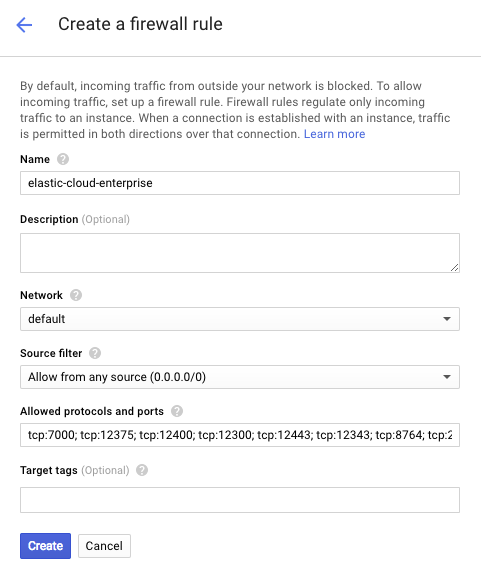 Create a firewall rule
By default, incoming traffic from outside your network is blocked. To allow
incoming traffic, set up a firewall rule. Firewall rules regulate only incoming
traffic to an instance. When a connection is established with an instance, traffic
is permitted in both directions over that connection. Learn more
Name ?
elastic-cloud-enterprise
Description (Optional)
Network ?
default
Source filter ?
Allow from any source (0.0.0.0/0)
Allowed protocols and ports ?
tcp:7000; tcp:12375; tcp:12400; tcp:12300; tcp:12443; tcp:12343; tcp:8764; tcp:2
Target tags (Optional) ?
Create Cancel